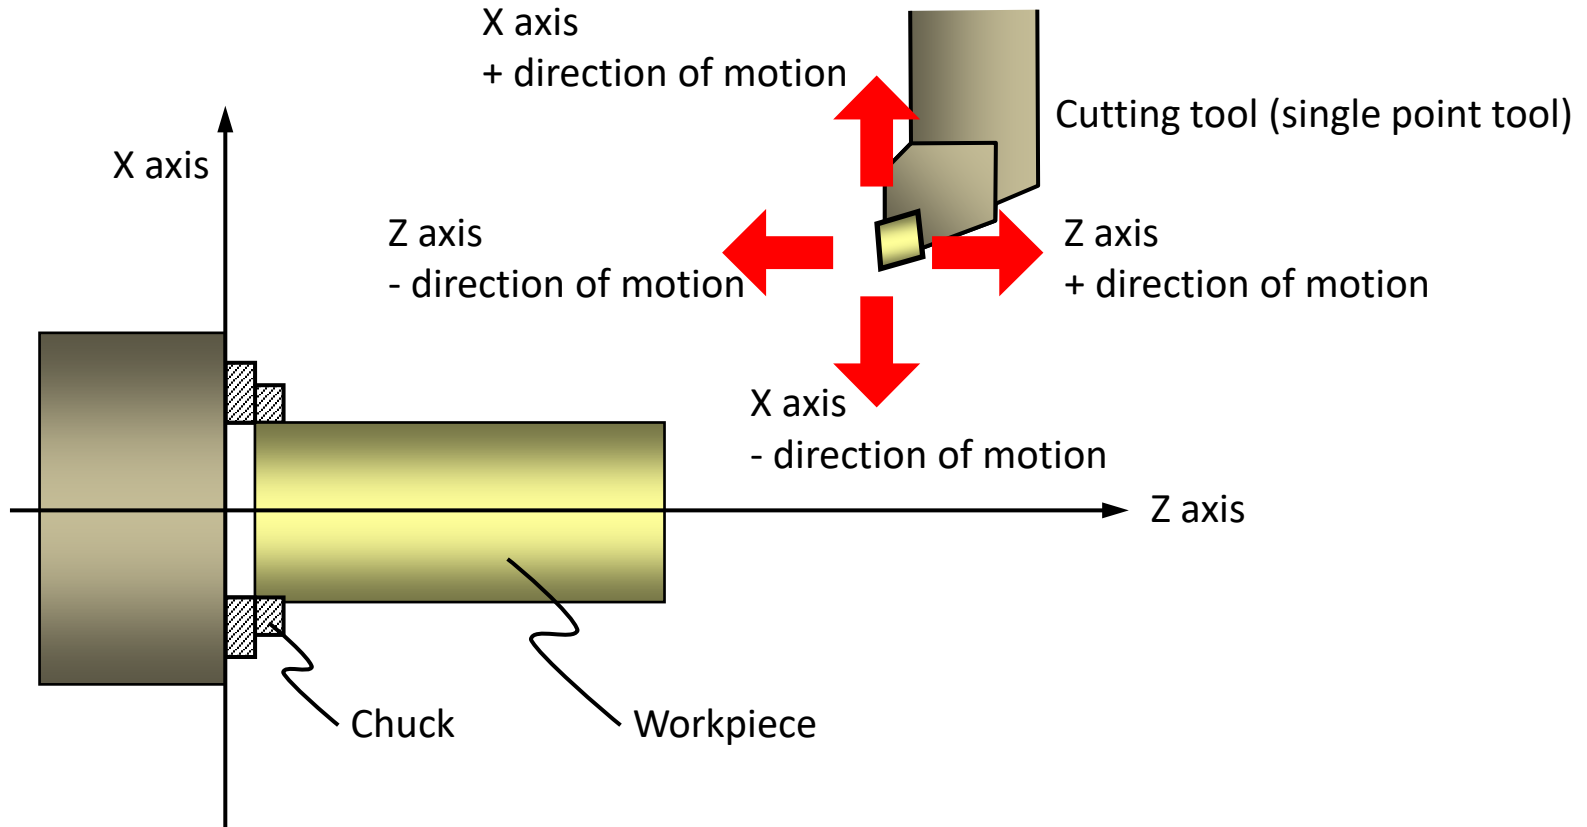 X axis
+ direction of motion
Cutting tool (single point tool)
X axis
Z axis
- direction of motion
Z axis
+ direction of motion
X axis
- direction of motion
Z axis
Chuck
Workpiece